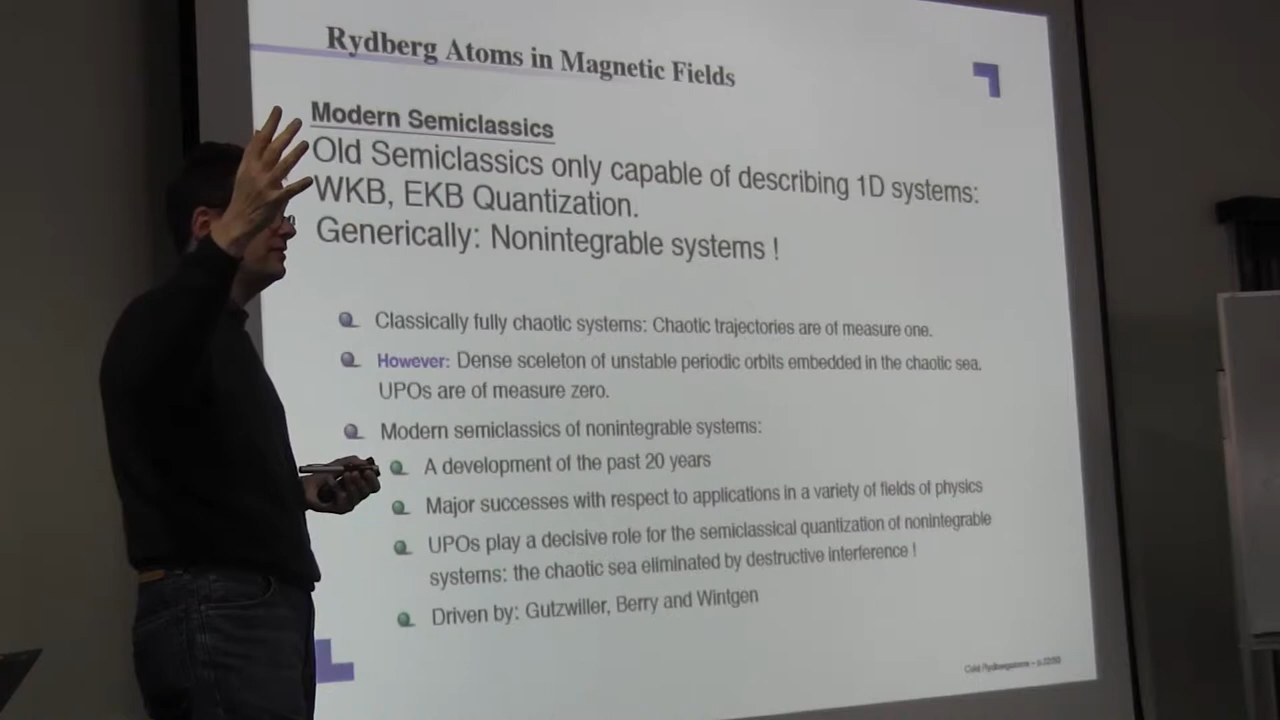 Rydberg Atoms in Magnetic Fields
Modern Semiclassics
Old Semiclassics only capable of describing 1D systems:
WKB, EKB Quantization.
Generically: Nonintegrable systems !
Classically fully chaotic systems: Chaotic trajectories are of measure one.
However: Dense sceleton of unstable periodic orbits embedded in the chaotic sea.
UPOs are of measure zero.
Modern semiclassics of nonintegrable systems:
A development of the past 20 years
Major successes with respect to applications in a variety of fields of physics
UPOs play a decisive role for the semiclassical quantization of nonintegrable
systems: the chaotic sea eliminated by destructive interference !
Driven by: Gutzwiller, Berry and Wintgen
Cold Rydbergatoms – p.